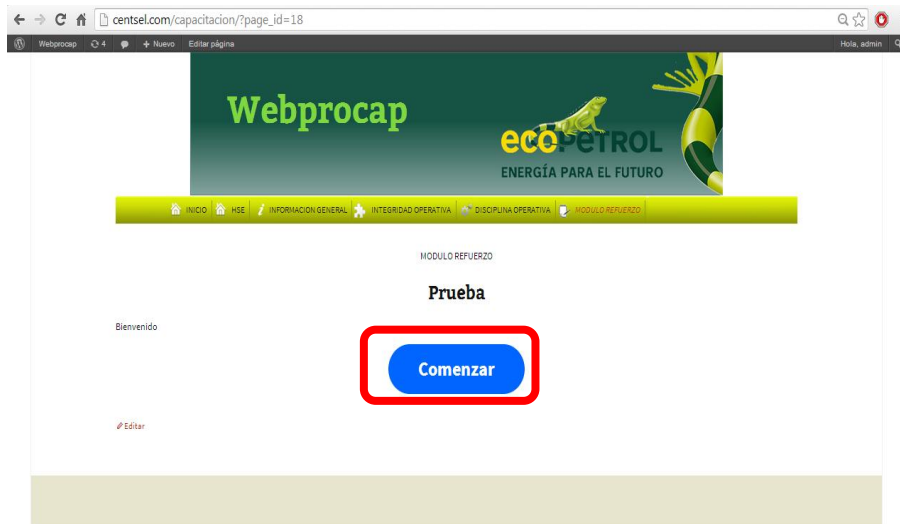 centsel.com/capacitacion/?page_id=18
Webprocap 4 + Nuevo Editar página Hola, admin
Webprocap
ecopetrol
ENERGÍA PARA EL FUTURO
INICIO HSE INFORMACION GENERAL INTEGRIDAD OPERATIVA DISCIPLINA OPERATIVA MODULO REFUERZO
MODULO REFUERZO
Prueba
Bienvenido
Comenzar
Editar